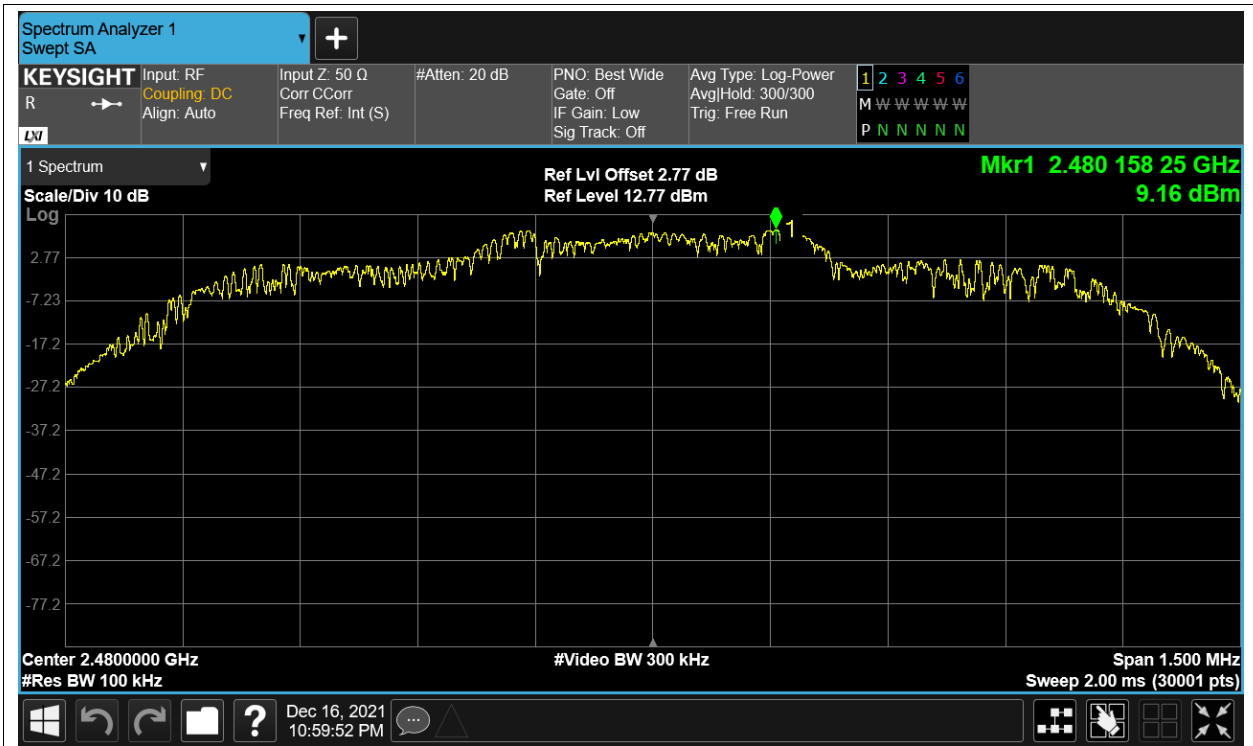 Spectrum Analyzer 1
Swept SA
KEYSIGHT
R
LXI
Input: RF
Coupling: DC
Align: Auto
Input Z: 50 Ω
Corr CCorr
Freq Ref: Int (S)
#Atten: 20 dB
PNO: Best Wide
Gate: Off
IF Gain: Low
Sig Track: Off
Avg Type: Log-Power
Avg|Hold: 300/300
Trig: Free Run
1 2 3 4 5 6
M W W W W W
P N N N N N
1 Spectrum
Scale/Div 10 dB
Ref Lvl Offset 2.77 dB
Ref Level 12.77 dBm
Mkr1 2.480 158 25 GHz
9.16 dBm
Log
1
2.77
-7.23
-17.2
-27.2
-37.2
-47.2
-57.2
-67.2
-77.2
Center 2.4800000 GHz
#Video BW 300 kHz
Span 1.500 MHz
#Res BW 100 kHz
Sweep 2.00 ms (30001 pts)
?
Dec 16, 2021
10:59:52 PM